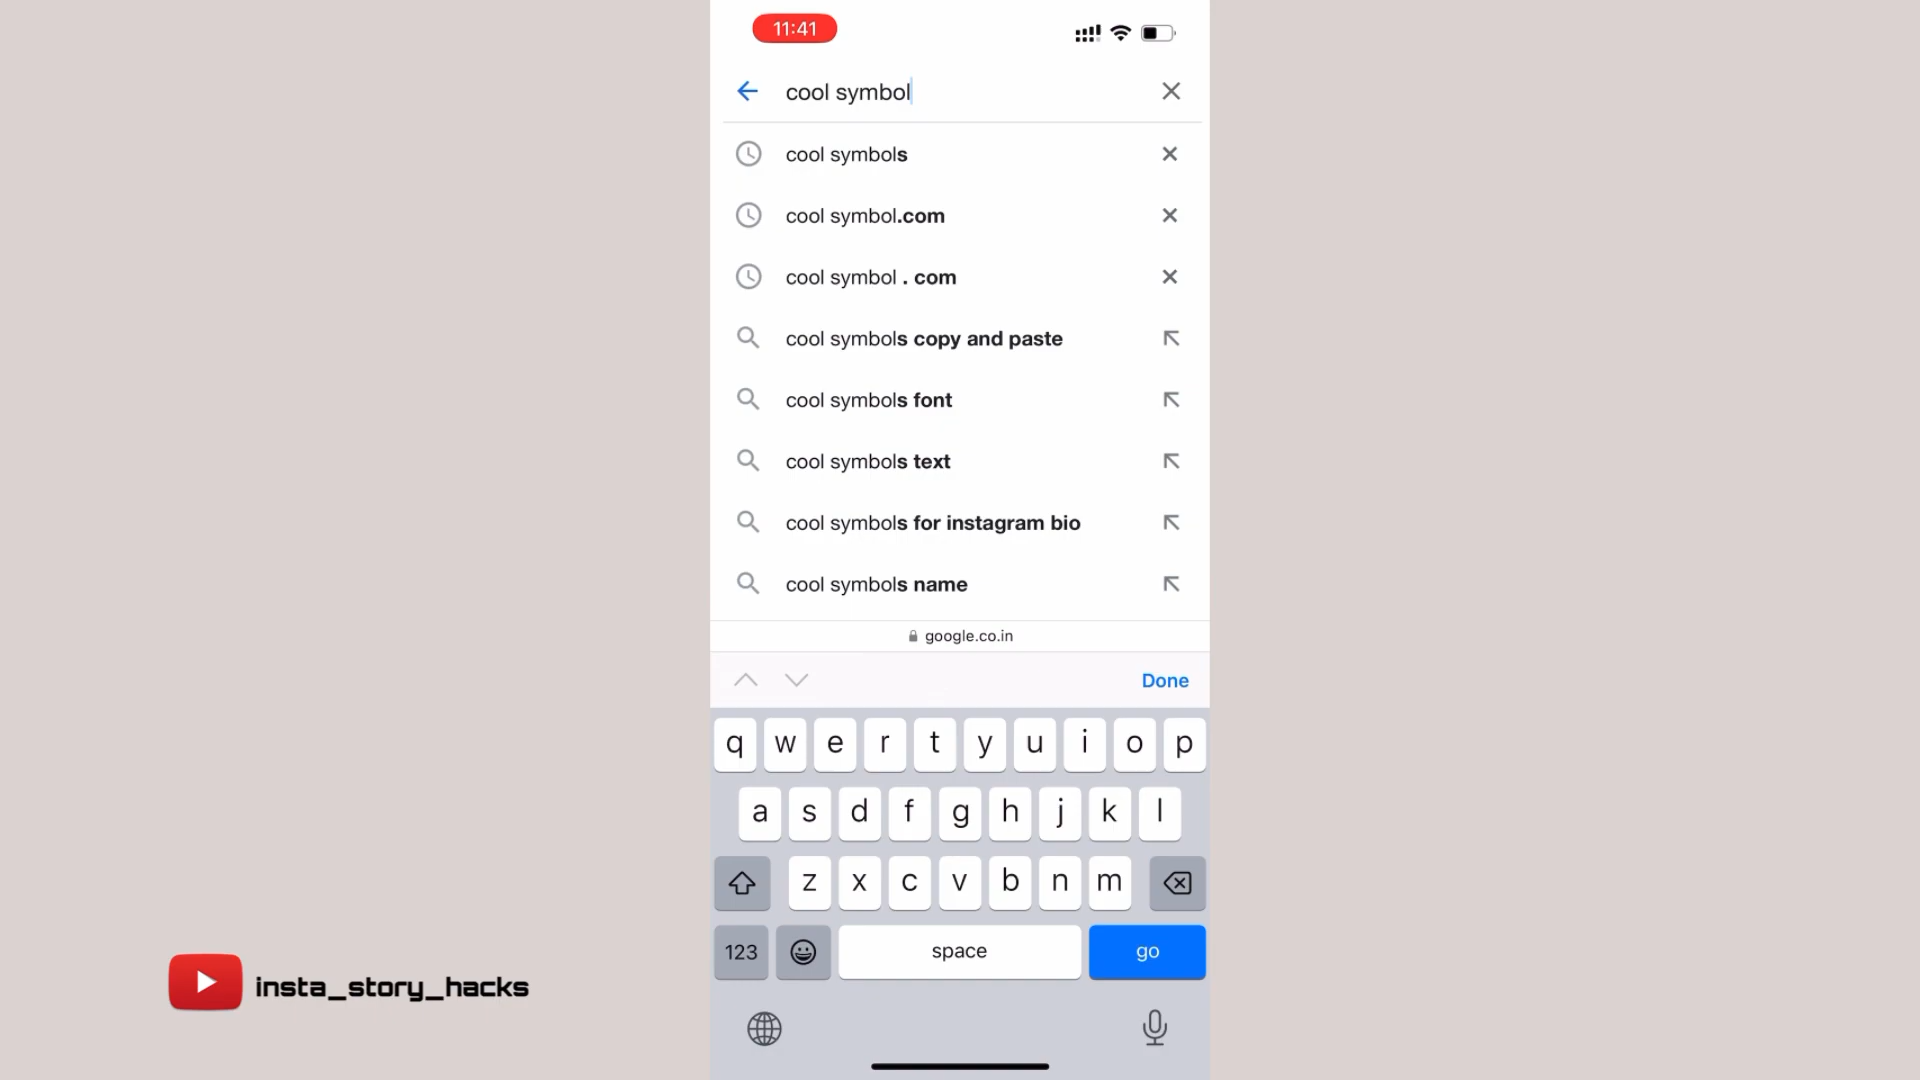 11:41
cool symbol
cool symbols
cool symbol.com
cool symbol . com
cool symbols copy and paste
cool symbols font
cool symbols text
cool symbols for instagram bio
cool symbols name
google.co.in
Done
q w e r t y u i o p
a s d f g h j k l
z x c v b n m
123 space go
insta_story_hacks